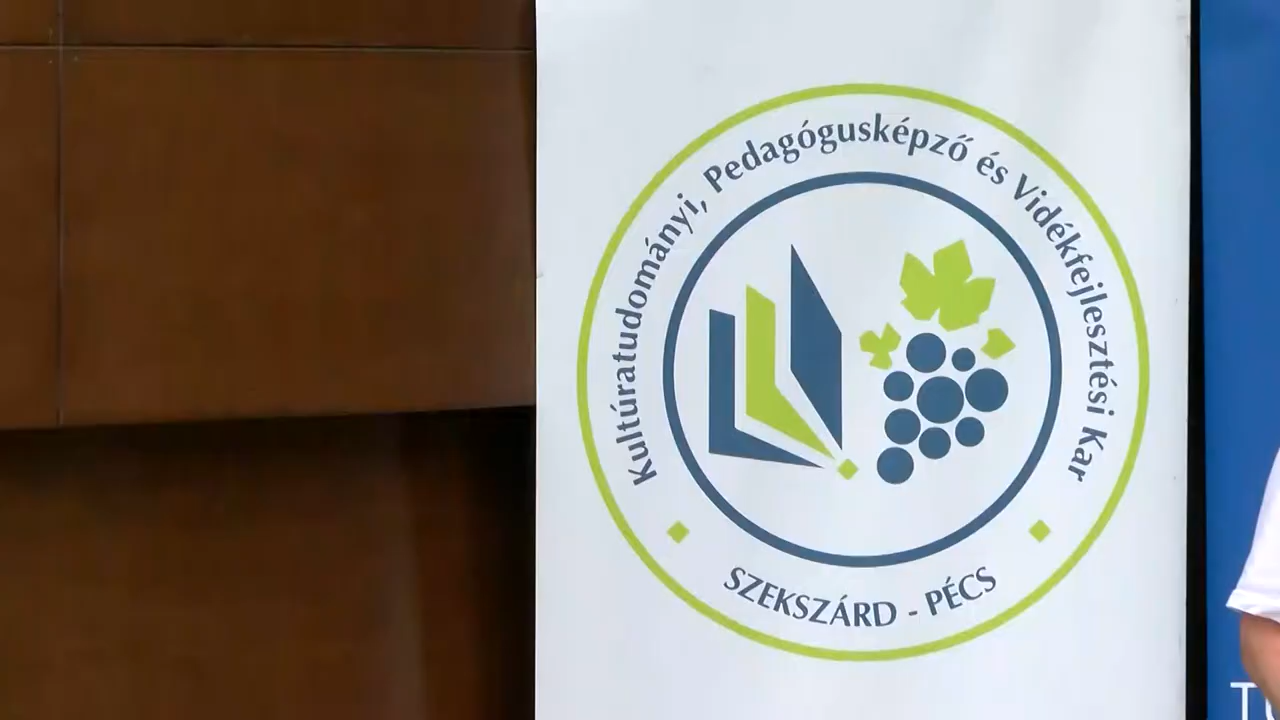 Kultúratudományi, Pedagógusképző és Vidékfejlesztési Kar
SZEKSZÁRD - PÉCS